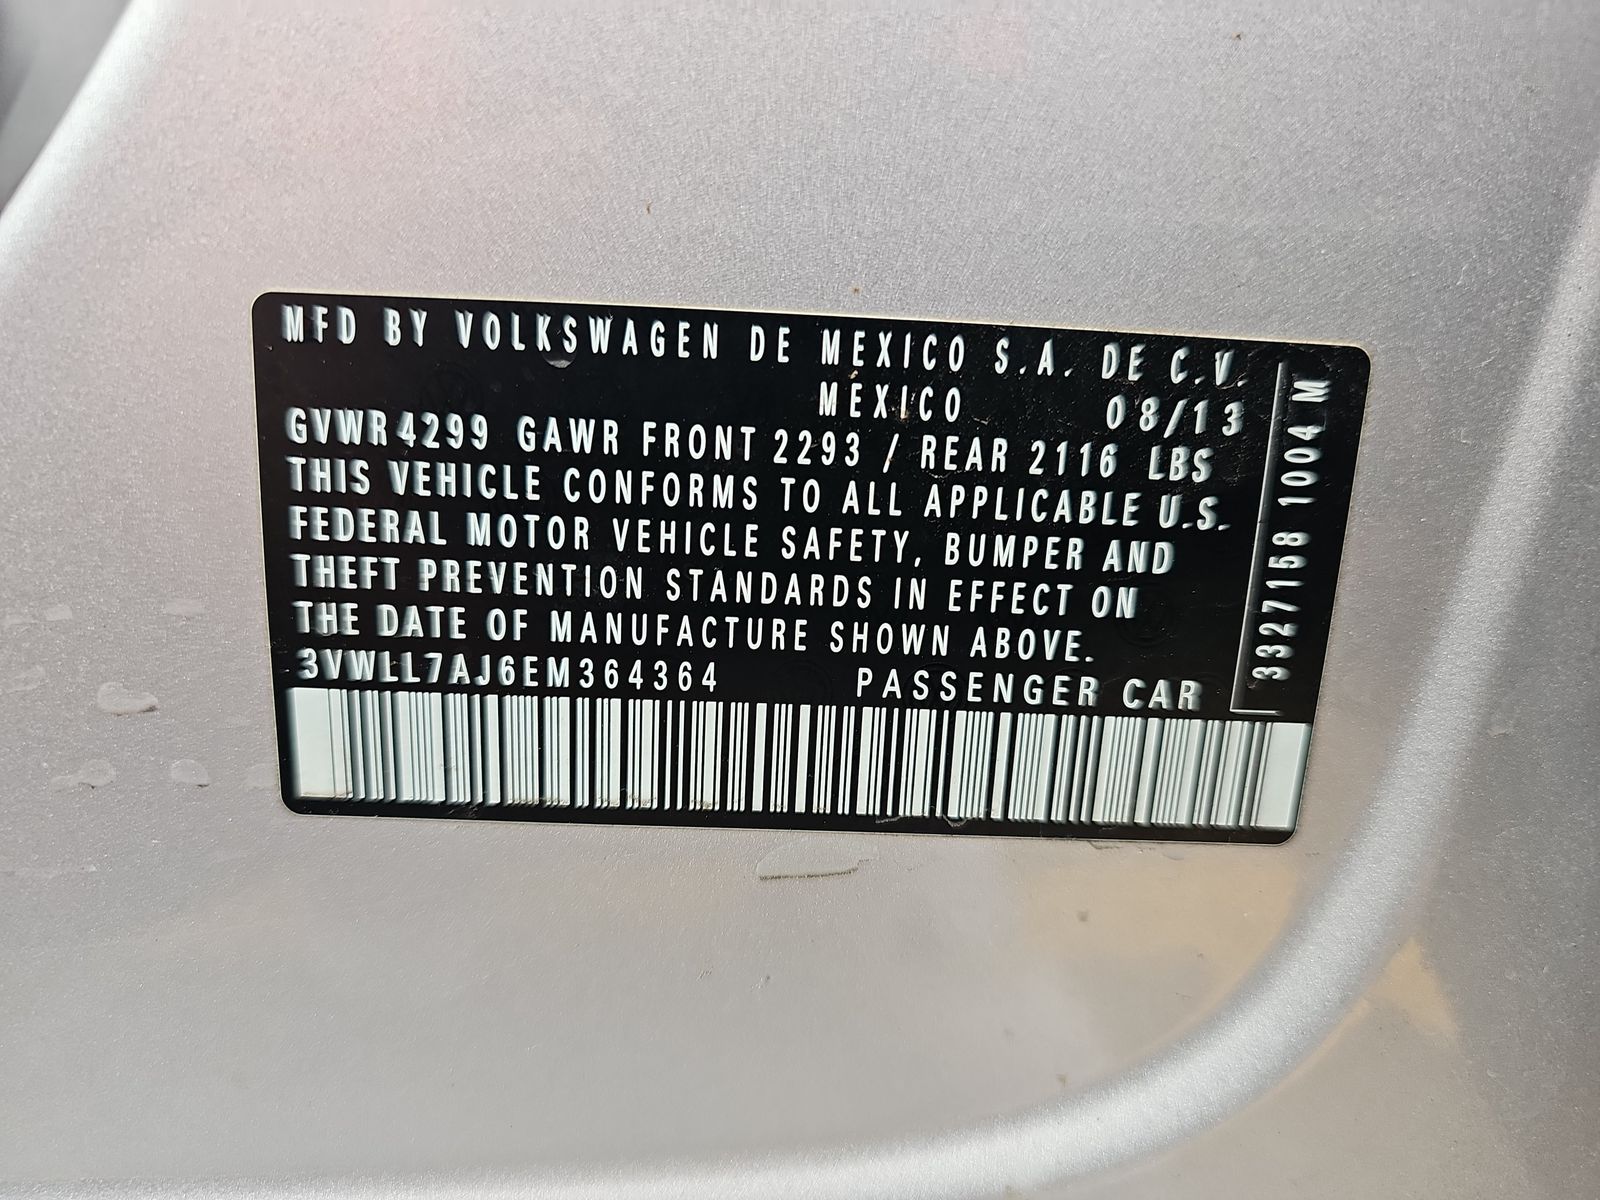 MFD BY VOLKSWAGEN DE MEXICO S.A. DE C.V.
MEXICO 08/13
GVWR 4299 GAWR FRONT 2293 / REAR 2116 LBS
THIS VEHICLE CONFORMS TO ALL APPLICABLE U.S.
FEDERAL MOTOR VEHICLE SAFETY, BUMPER AND
THEFT PREVENTION STANDARDS IN EFFECT ON
THE DATE OF MANUFACTURE SHOWN ABOVE.
3VWLL7AJ6EM364364 PASSENGER CAR
3327158 1004 M